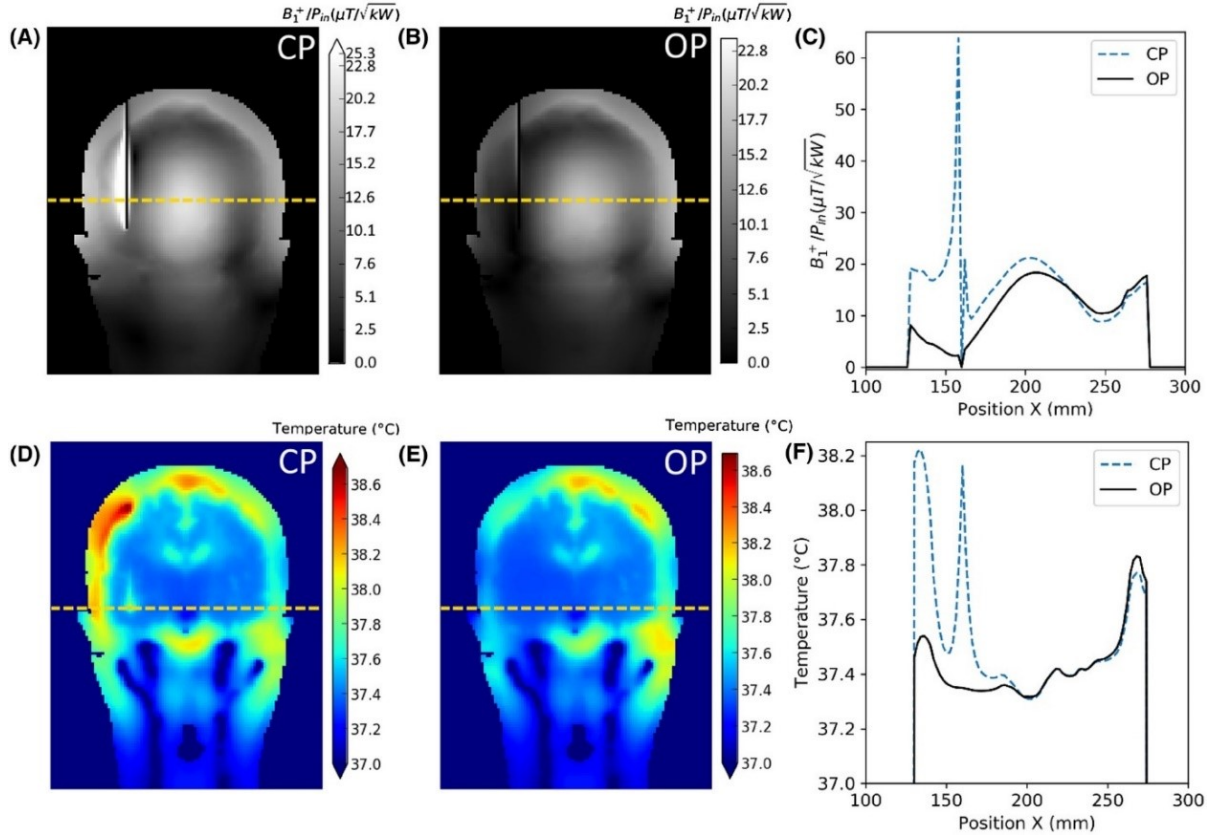 (A)
B₁⁺/Pᵢₙ(μT/√kW)
CP
25.3
22.8
20.2
17.7
15.2
12.6
10.1
7.6
5.1
2.5
0.0
(B)
B₁⁺/Pᵢₙ(μT/√kW)
OP
22.8
20.2
17.7
15.2
12.6
10.1
7.6
5.1
2.5
0.0
(C)
B₁⁺/Pᵢₙ(μT/√kW)
60
50
40
30
20
10
0
CP
OP
100 150 200 250 300
Position X (mm)
(D)
Temperature (°C)
CP
38.6
38.4
38.2
38.0
37.8
37.6
37.4
37.2
37.0
(E)
Temperature (°C)
OP
38.6
38.4
38.2
38.0
37.8
37.6
37.4
37.2
37.0
(F)
Temperature (°C)
38.2
38.0
37.8
37.6
37.4
37.2
37.0
CP
OP
100 150 200 250 300
Position X (mm)